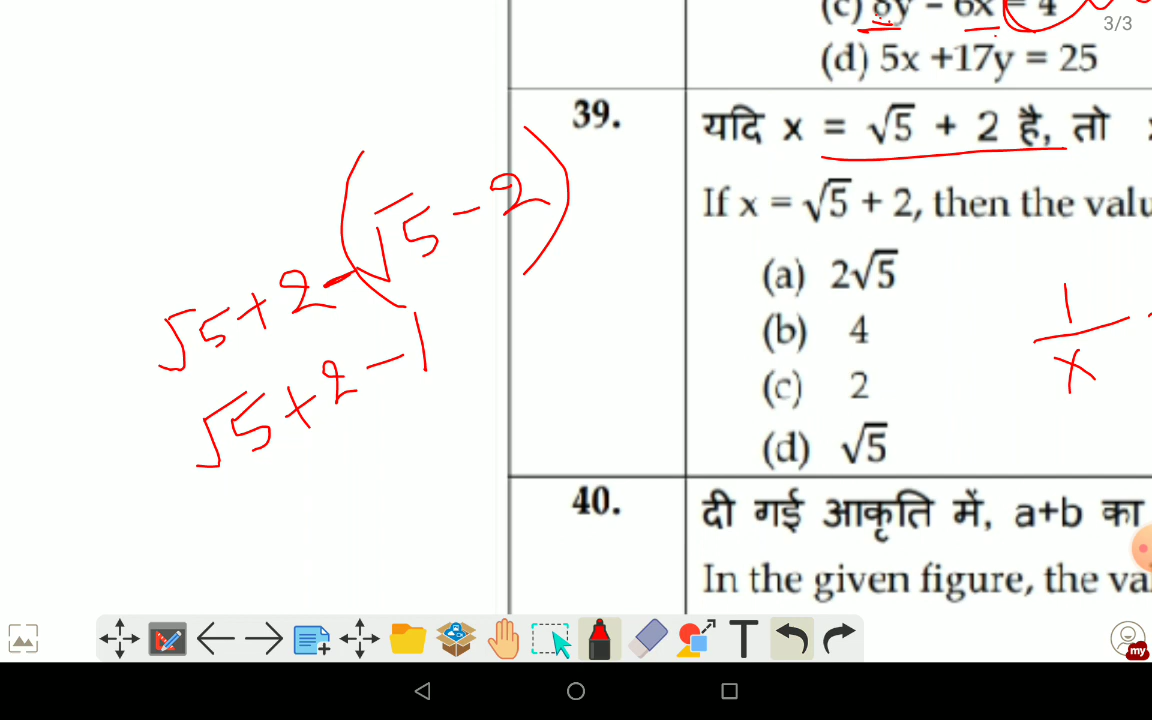 (c) 8y − 6x = 4
3/3
(d) 5x +17y = 25
39.
यदि x = √5 + 2 है, तो
If x = √5 + 2, then the valu
(a) 2√5
(b) 4
(c) 2
(d) √5
√5+2-(√5-2)
√5+2-1
1/x
40.
दी गई आकृति में, a+b का
In the given figure, the va
T
my